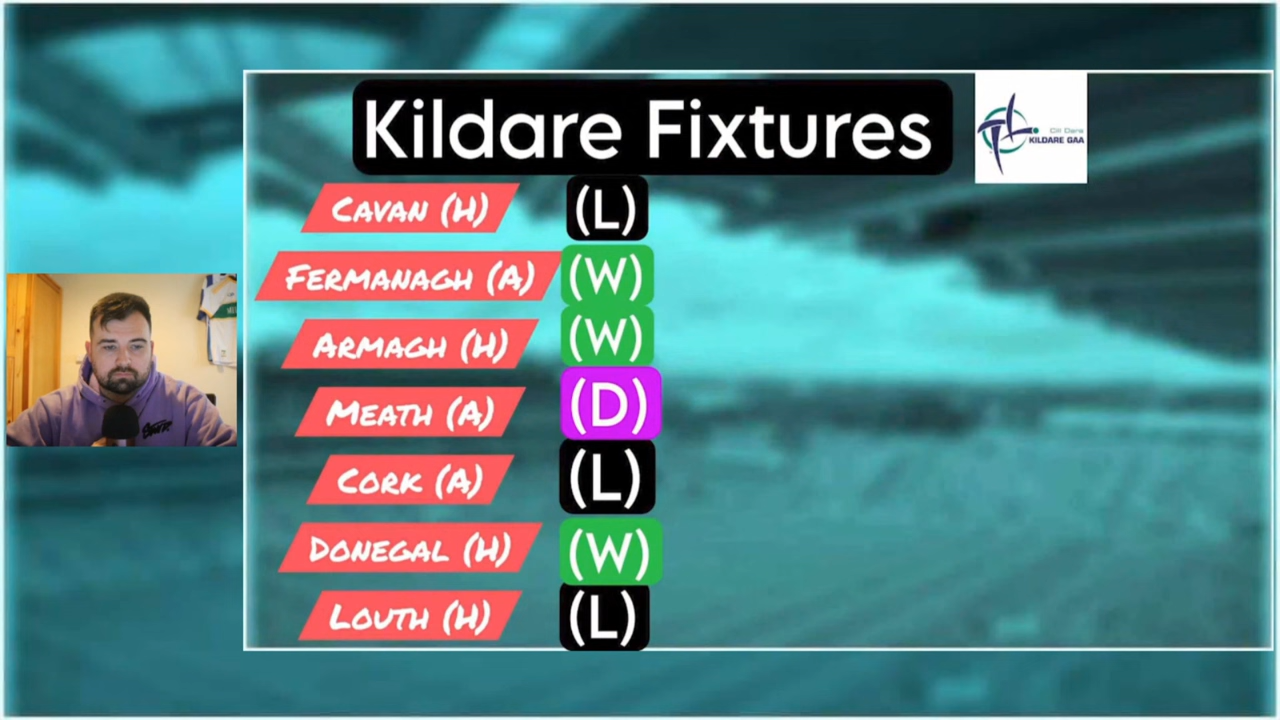 Kildare Fixtures
Cill Dara
KILDARE GAA
CAVAN (H) (L)
FERMANAGH (A) (W)
ARMAGH (H) (W)
MEATH (A) (D)
CORK (A) (L)
DONEGAL (H) (W)
LOUTH (H) (L)